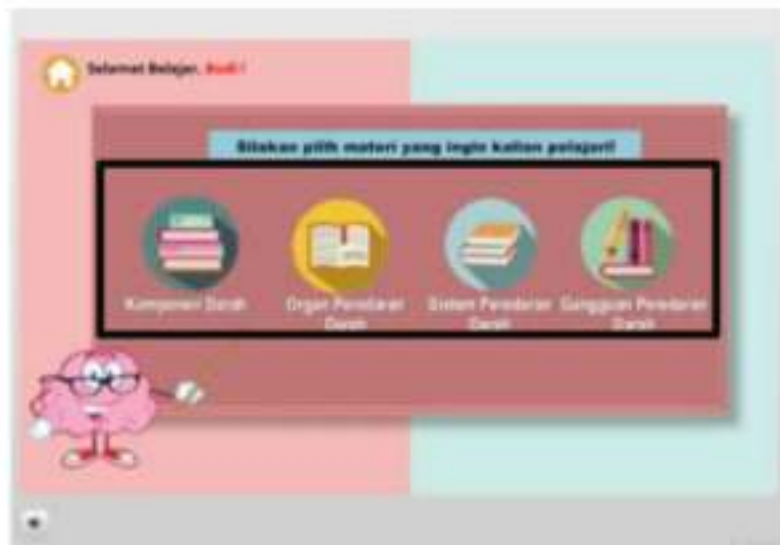 Selamat Belajar, Budi!
Silakan pilih materi yang ingin kalian pelajari!
Komponen Darah
Organ Peredaran
Darah
Sistem Peredaran
Darah
Gangguan Peredaran
Darah